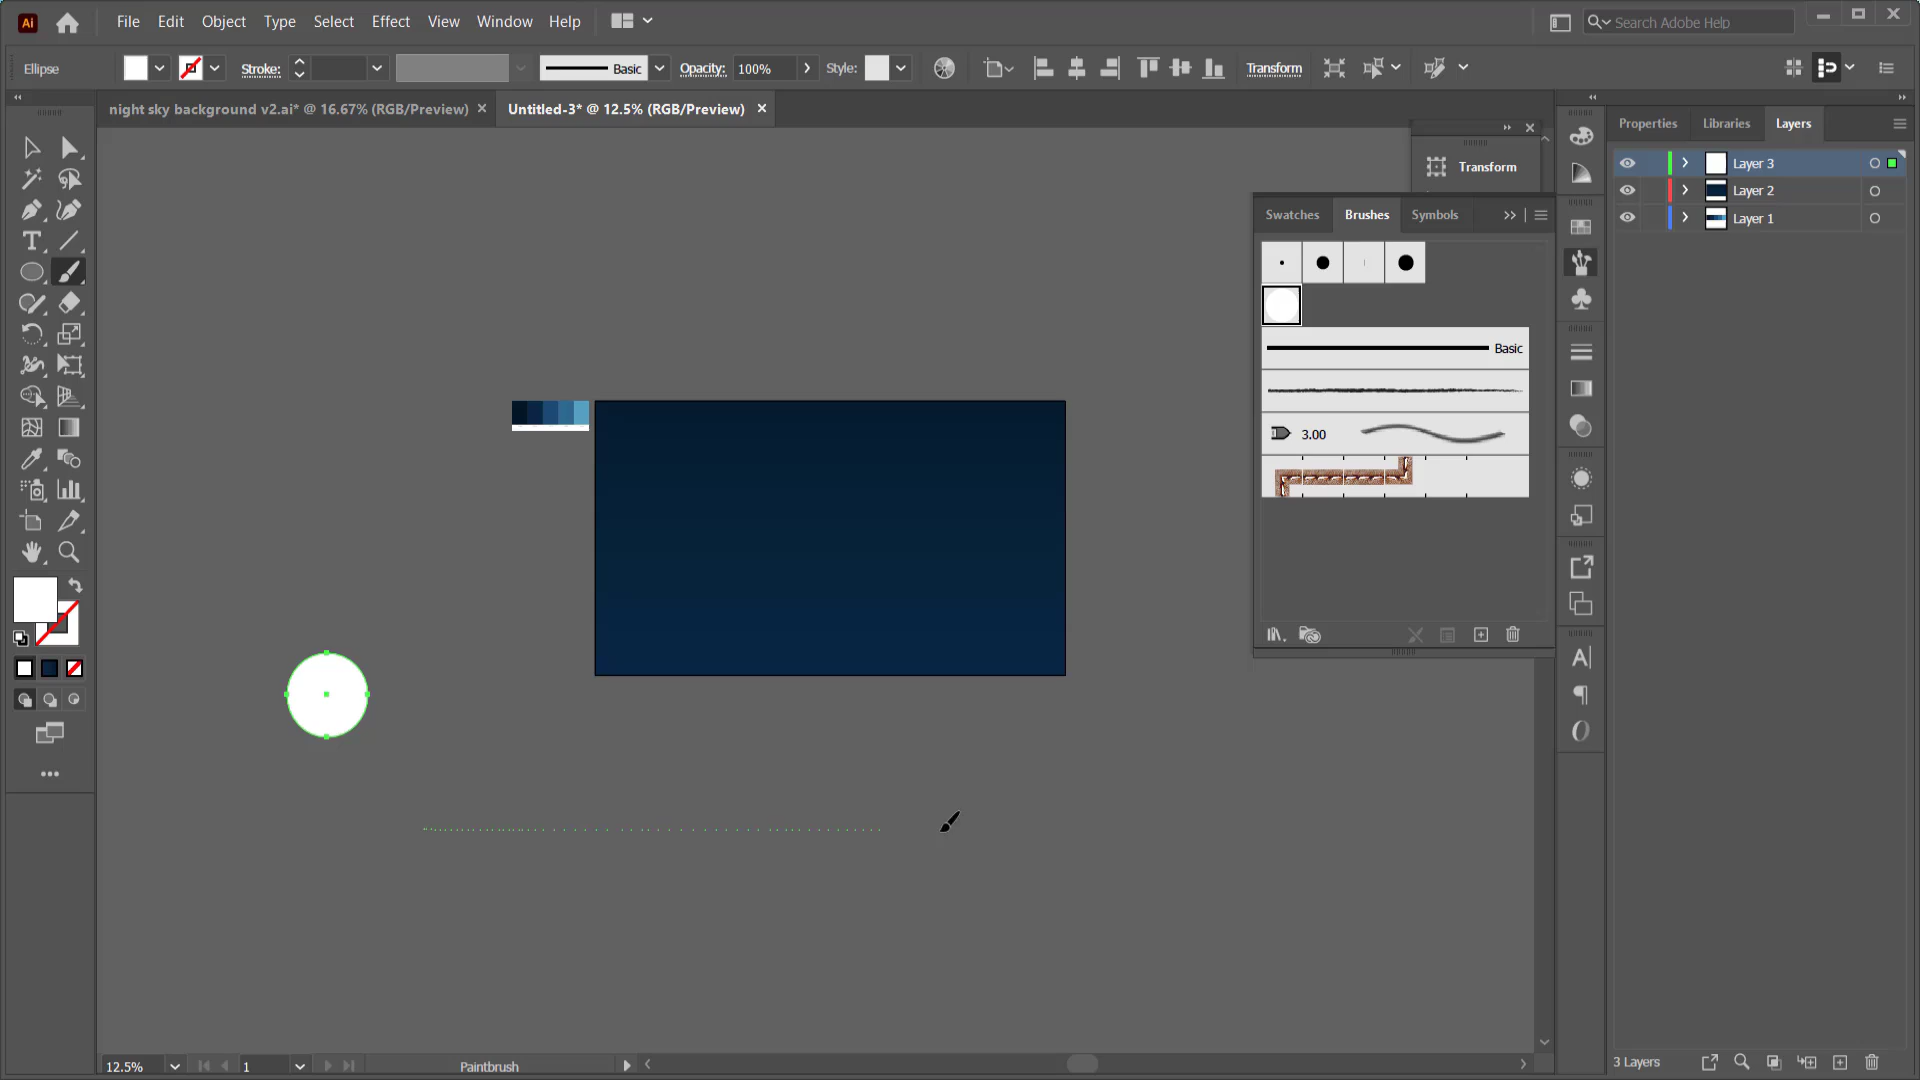 Ai File Edit Object Type Select Effect View Window Help Search Adobe Help
Ellipse Stroke: Basic Opacity: 100% Style: Transform
night sky background v2.ai* @ 16.67% (RGB/Preview) Untitled-3* @ 12.5% (RGB/Preview)
Properties Libraries Layers
Transform
Layer 3
Layer 2
Layer 1
Swatches Brushes Symbols
Basic
3.00
12.5% 1 Paintbrush
3 Layers